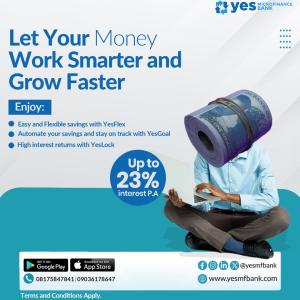 yes MICROFINANCE
BANK
Let Your Money
Work Smarter and
Grow Faster
Enjoy:
Easy and Flexible savings with YesFlex
Automate your savings and stay on track with YesGoal
High interest returns with YesLock
Up to
23%
interest P.A
GET IT ON
Google Play
Download on the
App Store
@yesmfbank
08175847841 | 09036178647
www.yesmfbank.com
Terms and Conditions Apply.